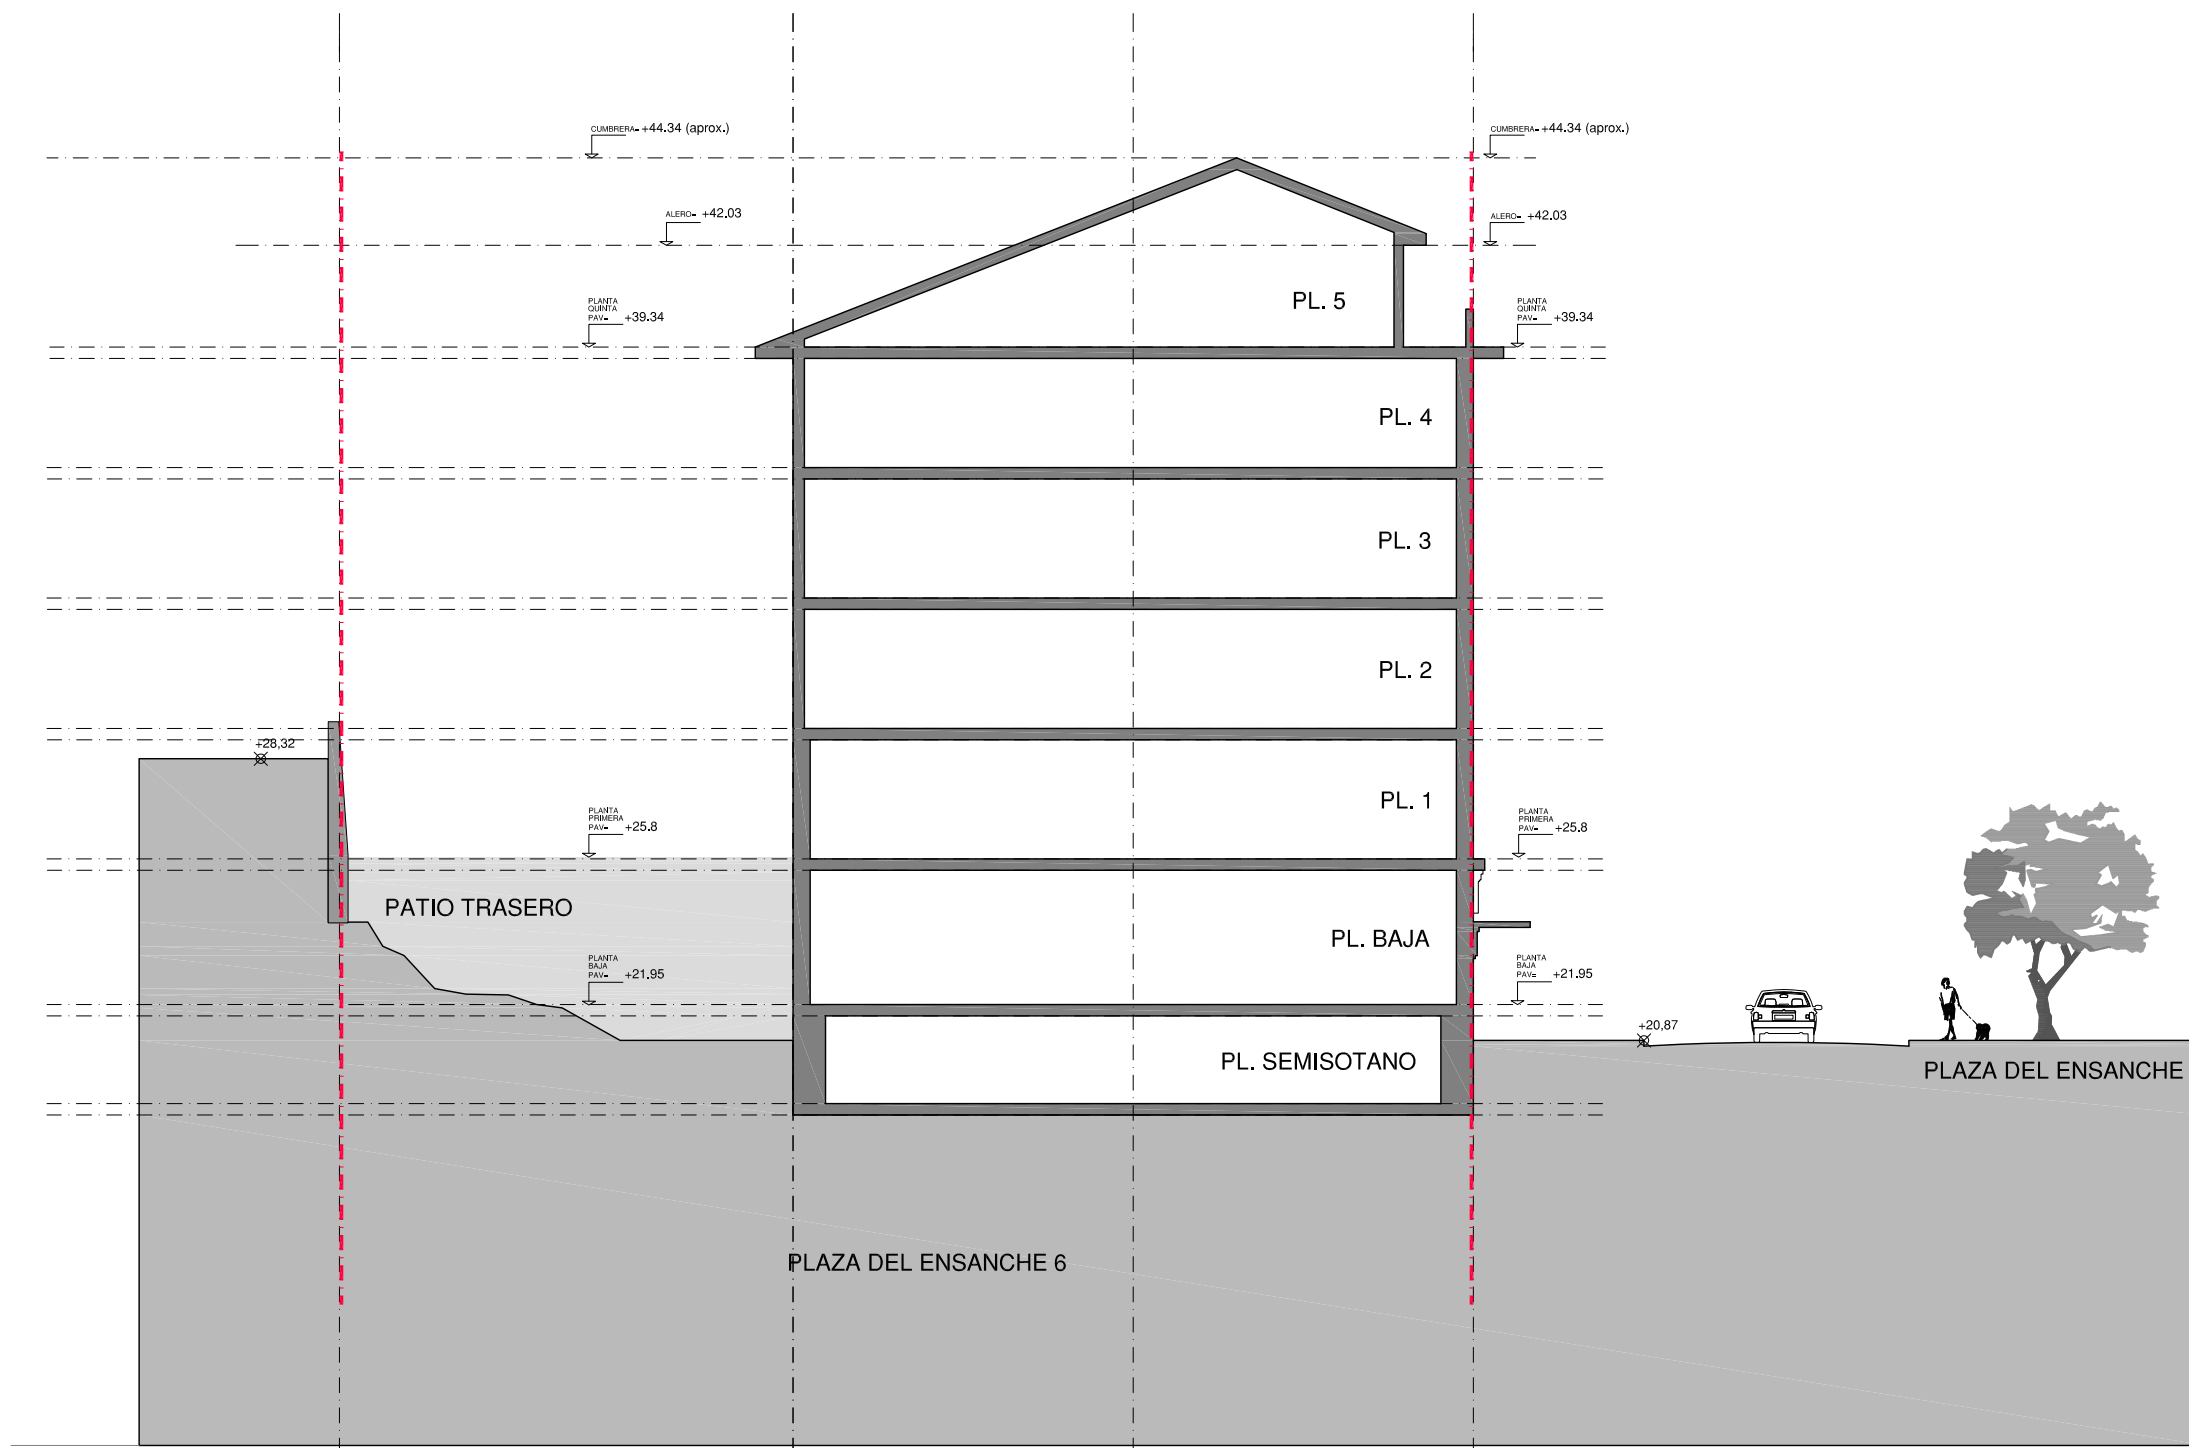 CUMBRERA= +44.34 (aprox.)
CUMBRERA= +44.34 (aprox.)
ALERO= +42.03
ALERO= +42.03
PL. 5
PLANTA
QUINTA
PAV= +39.34
PLANTA
QUINTA
PAV= +39.34
PL. 4
PL. 3
PL. 2
+28,32
PL. 1
PLANTA
PRIMERA
PAV= +25.8
PLANTA
PRIMERA
PAV= +25.8
PATIO TRASERO
PL. BAJA
PLANTA
BAJA
PAV= +21.95
PLANTA
BAJA
PAV= +21.95
+20,87
PL. SEMISOTANO
PLAZA DEL ENSANCHE
PLAZA DEL ENSANCHE 6